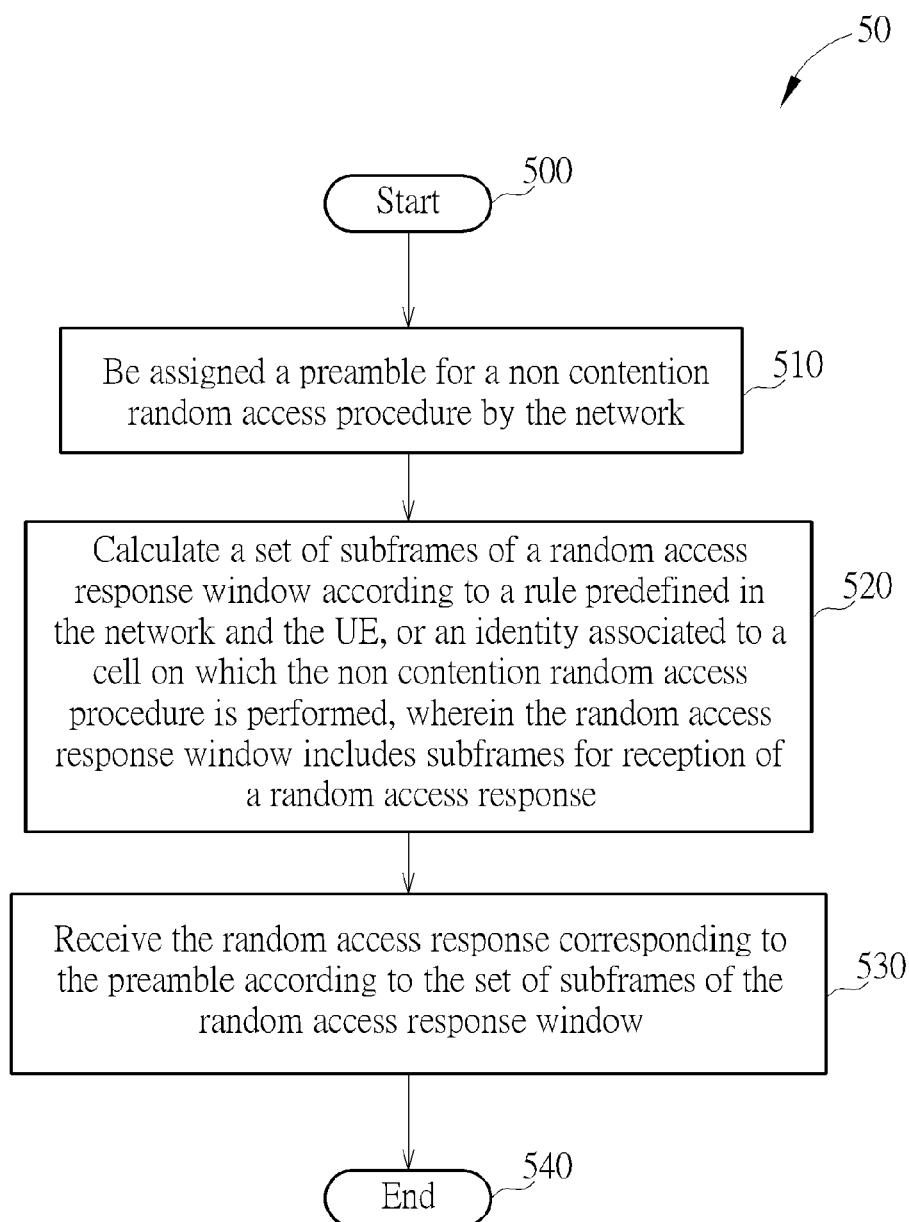 50
500
Start
510
Be assigned a preamble for a non contention
random access procedure by the network
520
Calculate a set of subframes of a random access
response window according to a rule predefined in
the network and the UE, or an identity associated to a
cell on which the non contention random access
procedure is performed, wherein the random access
response window includes subframes for reception of
a random access response
530
Receive the random access response corresponding to
the preamble according to the set of subframes of the
random access response window
540
End